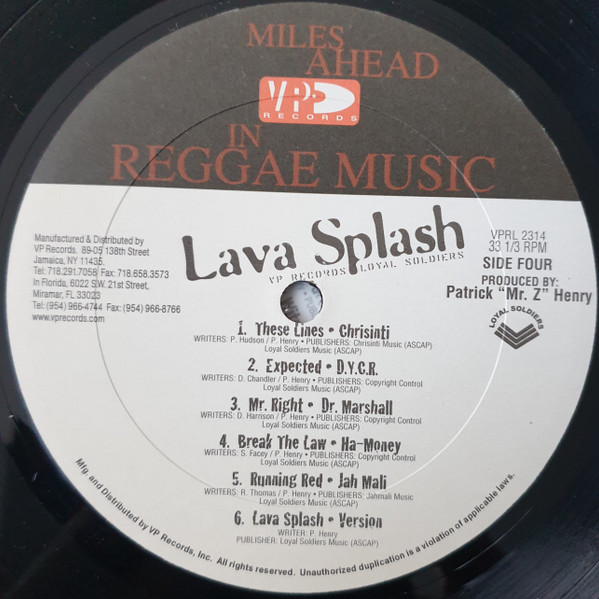 MILES
AHEAD
VP
RECORDS
IN
REGGAE MUSIC
Manufactured & Distributed by
VP Records. 89-05 138th Street
Jamaica, NY 11435.
Tel: 718.291.7058 Fax: 718.658.3573
In Florida, 6022 S.W. 21st Street,
Miramar, FL 33023
Tel: (954) 966-4744 Fax: (954) 966-8766
www.vprecords.com
Lava Splash
VP RECORDS LOYAL SOLDIERS
VPRL 2314
33 1/3 RPM
SIDE FOUR
PRODUCED BY:
Patrick "Mr. Z" Henry
LOYAL SOLDIERS
1. These Lines • Chrisinti
WRITERS: P. Hudson / P. Henry • PUBLISHERS: Chrisinti Music (ASCAP)
Loyal Soldiers Music (ASCAP)
2. Expected • D.Y.C.R.
WRITERS: D. Chandler / P. Henry • PUBLISHERS: Copyright Control
Loyal Soldiers Music (ASCAP)
3. Mr. Right • Dr. Marshall
WRITERS: D. Harrison / P. Henry • PUBLISHERS: Copyright Control
Loyal Soldiers Music (ASCAP)
4. Break The Law • Ha-Money
WRITERS: S. Facey / P. Henry • PUBLISHERS: Copyright Control
Loyal Soldiers Music (ASCAP)
5. Running Red • Jah Mali
WRITERS: R. Thomas / P. Henry • PUBLISHERS: Jahmali Music
Loyal Soldiers Music (ASCAP)
6. Lava Splash • Version
WRITER: P. Henry
PUBLISHER: Loyal Soldiers Music (ASCAP)
Mfg. and Distributed by VP Records, Inc. All rights reserved. Unauthorized duplication is a violation of applicable laws.